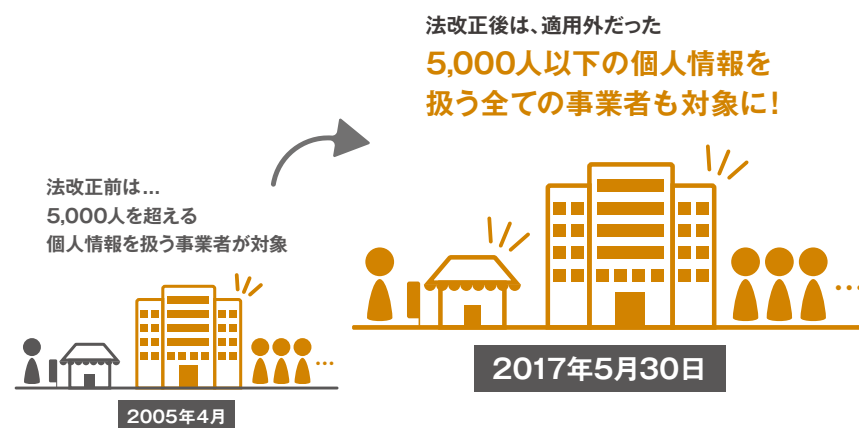 法改正前は…
5,000人を超える
個人情報を扱う事業者が対象
2005年4月
法改正後は、適用外だった
5,000人以下の個人情報を
扱う全ての事業者も対象に!
2017年5月30日